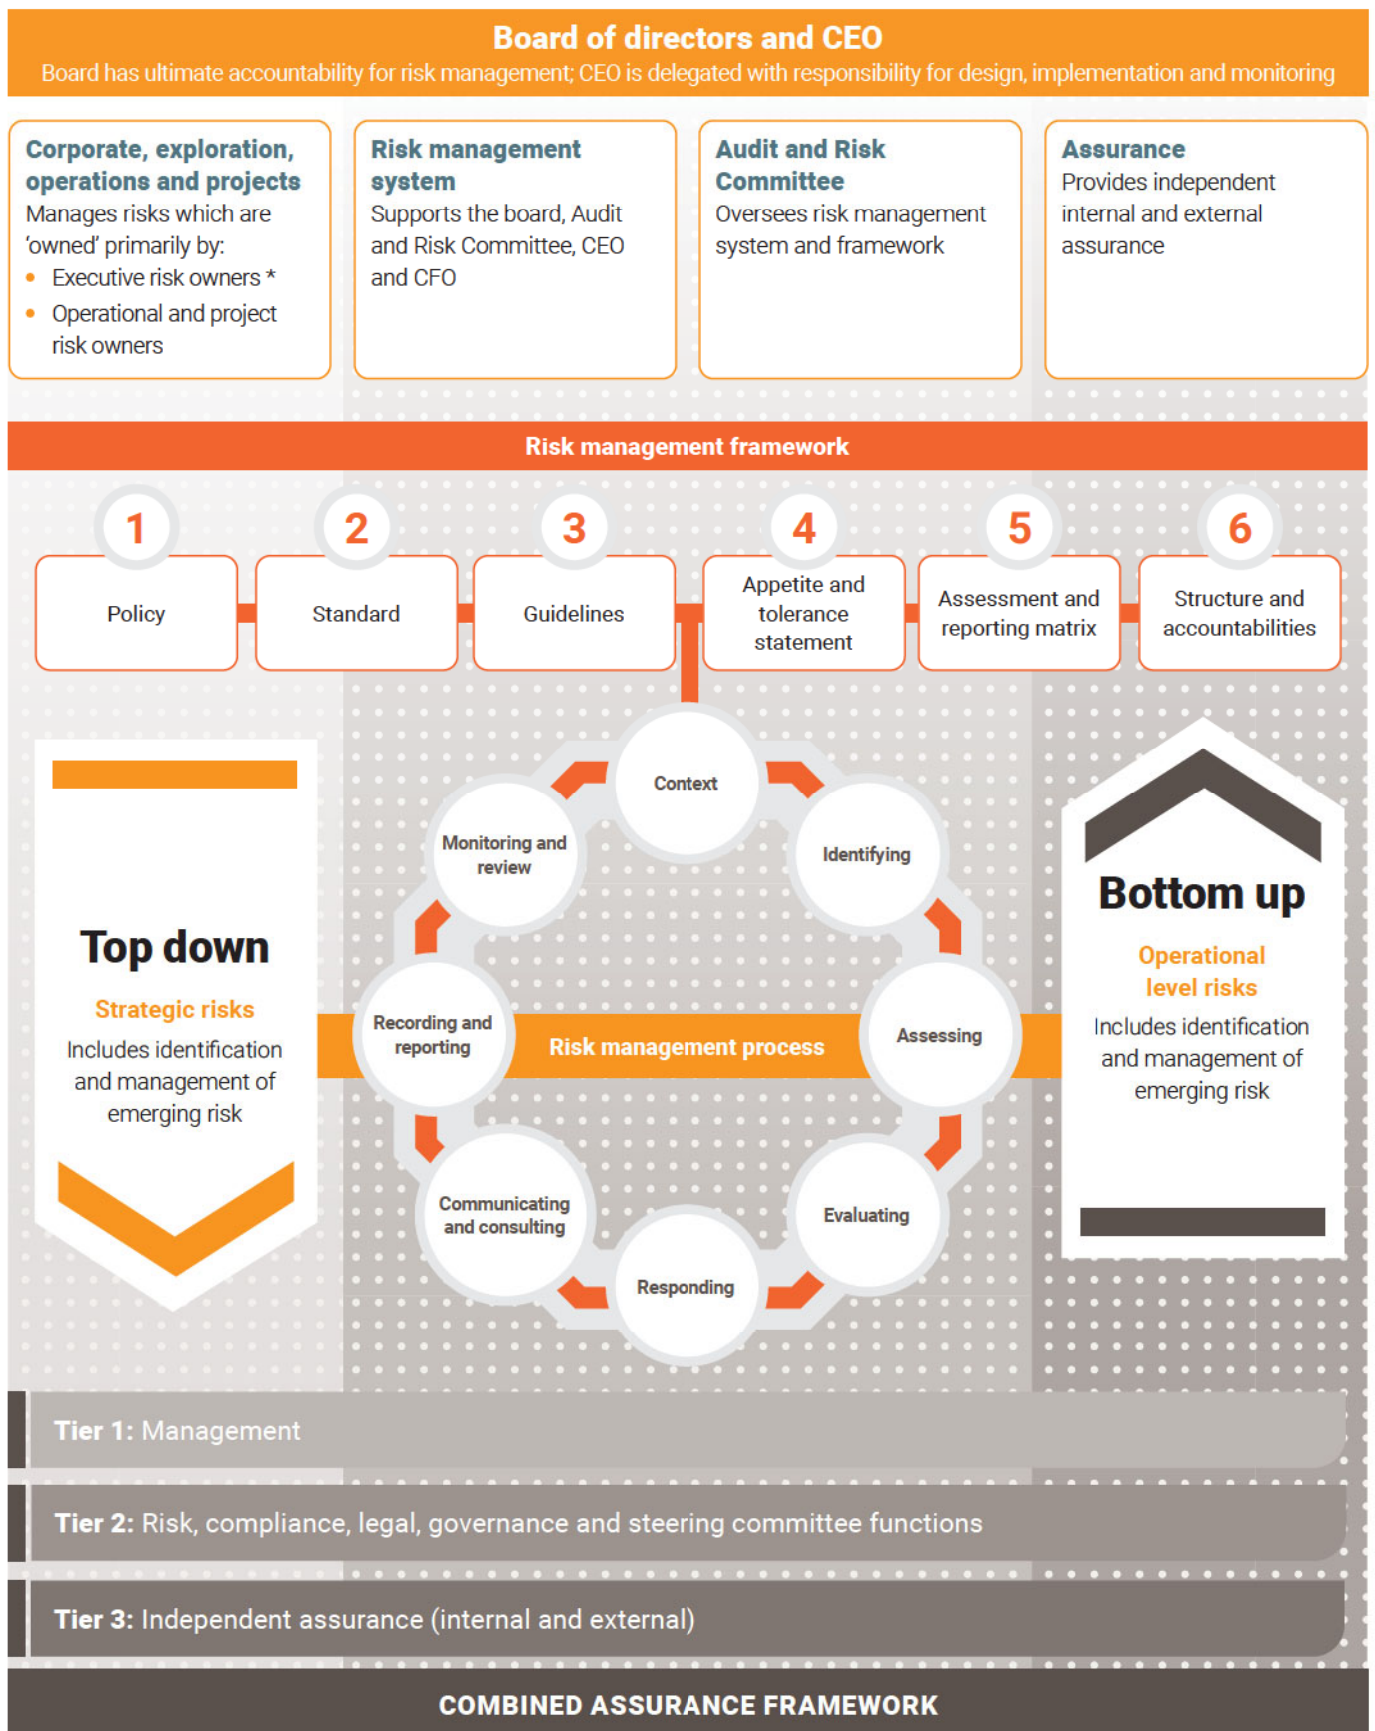 Board of directors and CEO
Board has ultimate accountability for risk management; CEO is delegated with responsibility for design, implementation and monitoring
Corporate, exploration,
operations and projects
Manages risks which are
‘owned’ primarily by:
• Executive risk owners *
• Operational and project
risk owners
Risk management
system
Supports the board, Audit
and Risk Committee, CEO
and CFO
Audit and Risk
Committee
Oversees risk management
system and framework
Assurance
Provides independent
internal and external
assurance
Risk management framework
1
Policy
2
Standard
3
Guidelines
4
Appetite and
tolerance
statement
5
Assessment and
reporting matrix
6
Structure and
accountabilities
Top down
Strategic risks
Includes identification
and management of
emerging risk
Context
Identifying
Assessing
Evaluating
Responding
Communicating
and consulting
Recording and
reporting
Monitoring and
review
Risk management process
Bottom up
Operational
level risks
Includes identification
and management of
emerging risk
Tier 1: Management
Tier 2: Risk, compliance, legal, governance and steering committee functions
Tier 3: Independent assurance (internal and external)
COMBINED ASSURANCE FRAMEWORK